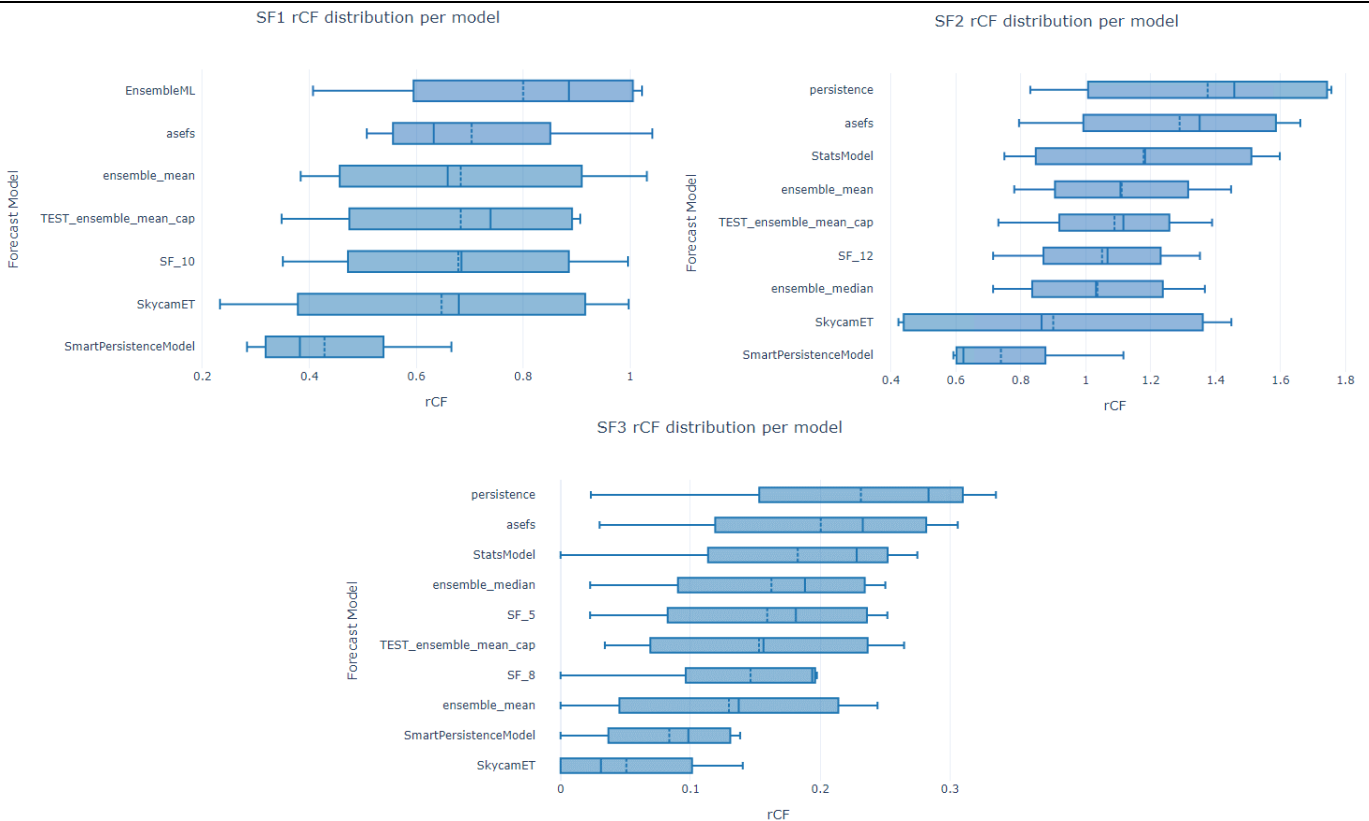 SF1 rCF distribution per model
Forecast Model
EnsembleML
asefs
ensemble_mean
TEST_ensemble_mean_cap
SF_10
SkycamET
SmartPersistenceModel
0.2 0.4 0.6 0.8 1
rCF
SF2 rCF distribution per model
Forecast Model
persistence
asefs
StatsModel
ensemble_mean
TEST_ensemble_mean_cap
SF_12
ensemble_median
SkycamET
SmartPersistenceModel
0.4 0.6 0.8 1 1.2 1.4 1.6 1.8
rCF
SF3 rCF distribution per model
Forecast Model
persistence
asefs
StatsModel
ensemble_median
SF_5
TEST_ensemble_mean_cap
SF_8
ensemble_mean
SmartPersistenceModel
SkycamET
0 0.1 0.2 0.3
rCF